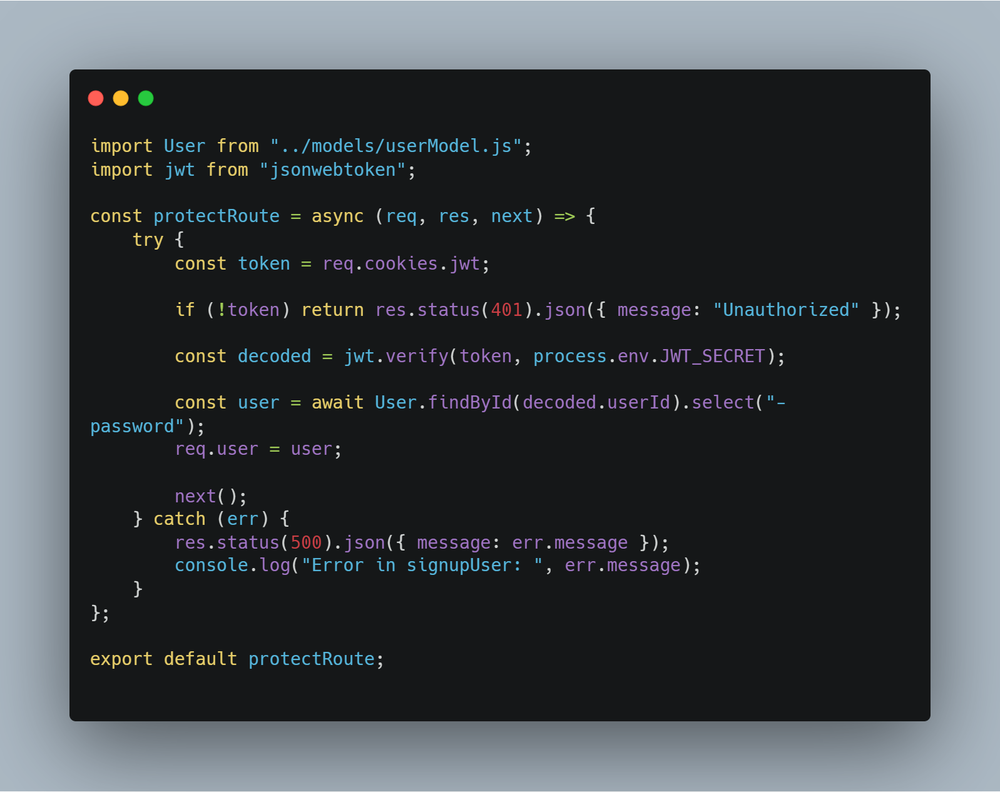 import User from "../models/userModel.js";
import jwt from "jsonwebtoken";

const protectRoute = async (req, res, next) => {
    try {
        const token = req.cookies.jwt;

        if (!token) return res.status(401).json({ message: "Unauthorized" });

        const decoded = jwt.verify(token, process.env.JWT_SECRET);

        const user = await User.findById(decoded.userId).select("-
password");
        req.user = user;

        next();
    } catch (err) {
        res.status(500).json({ message: err.message });
        console.log("Error in signupUser: ", err.message);
    }
};

export default protectRoute;